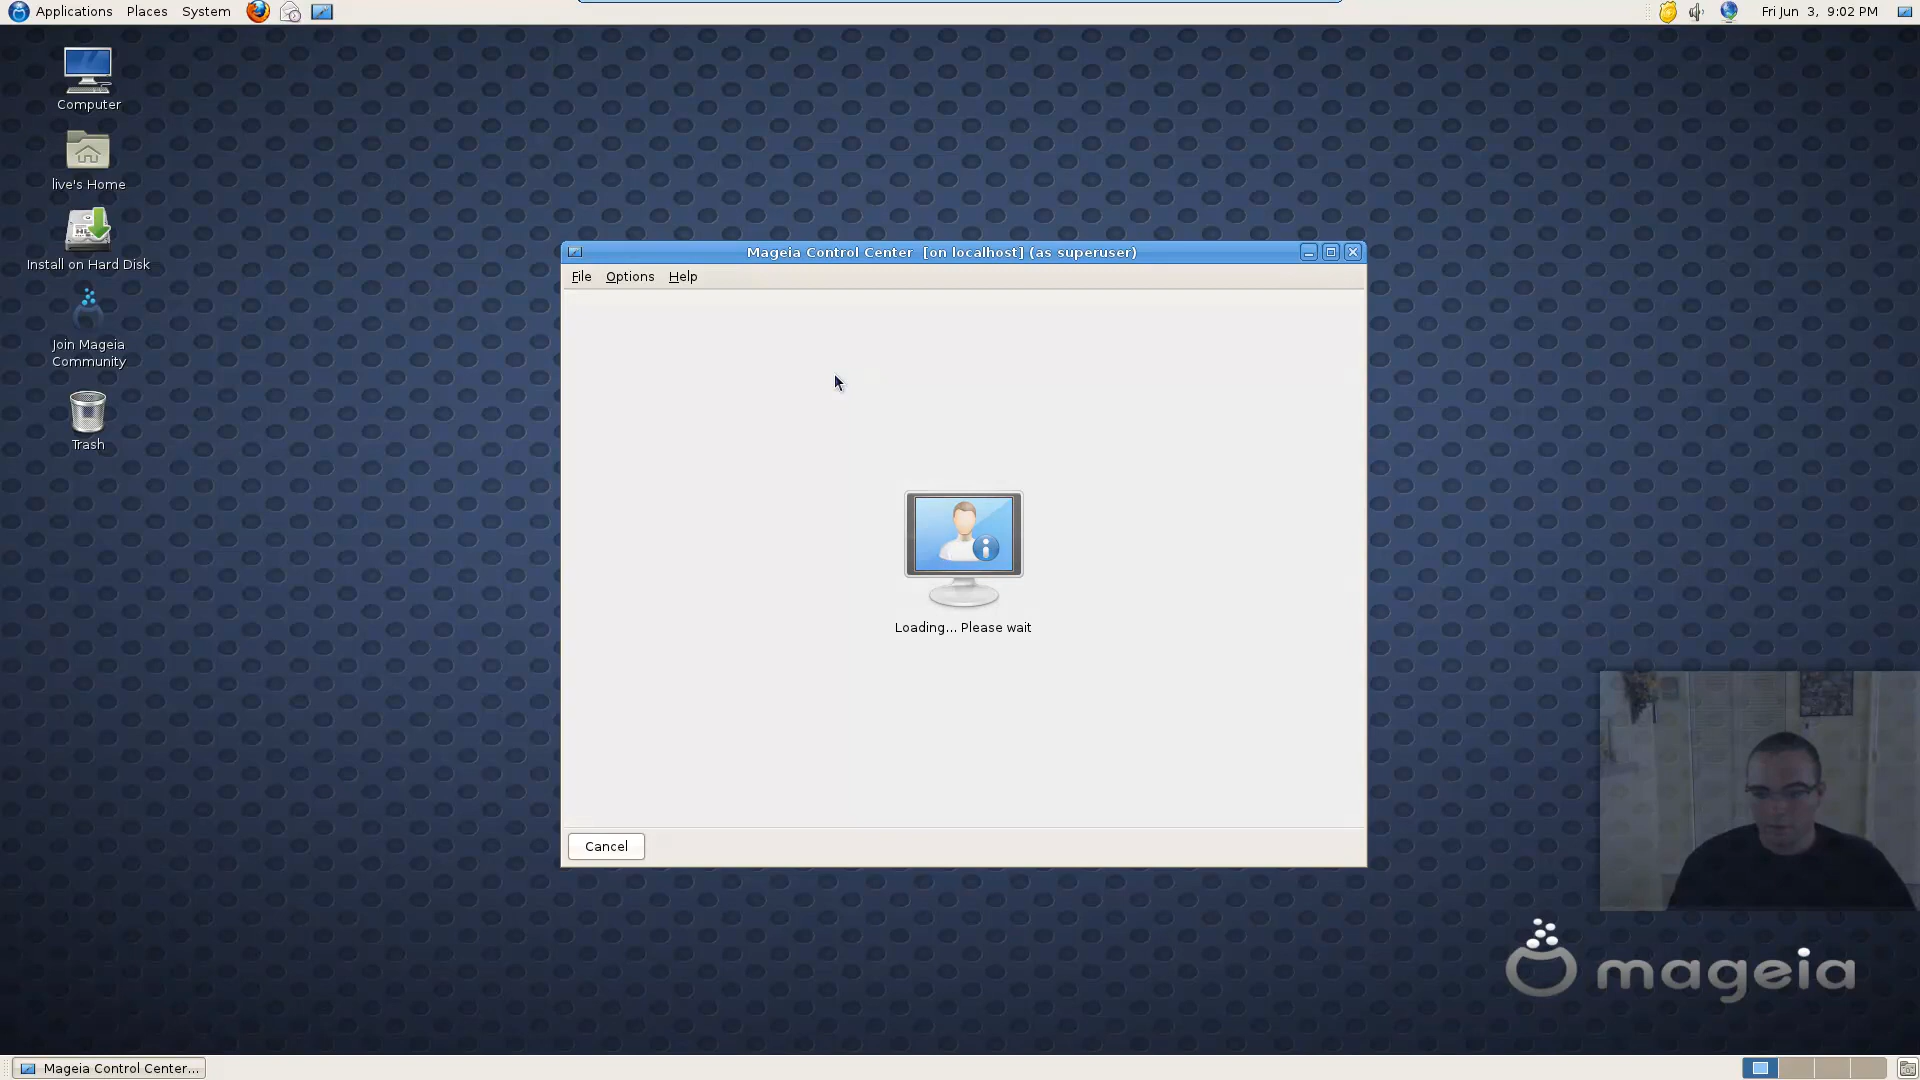 Applications Places System
Fri Jun 3, 9:02 PM
Computer
live's Home
Install on Hard Disk
Join Mageia
Community
Trash
Mageia Control Center [on localhost] (as superuser)
File Options Help
Loading... Please wait
Cancel
mageia
Mageia Control Center...